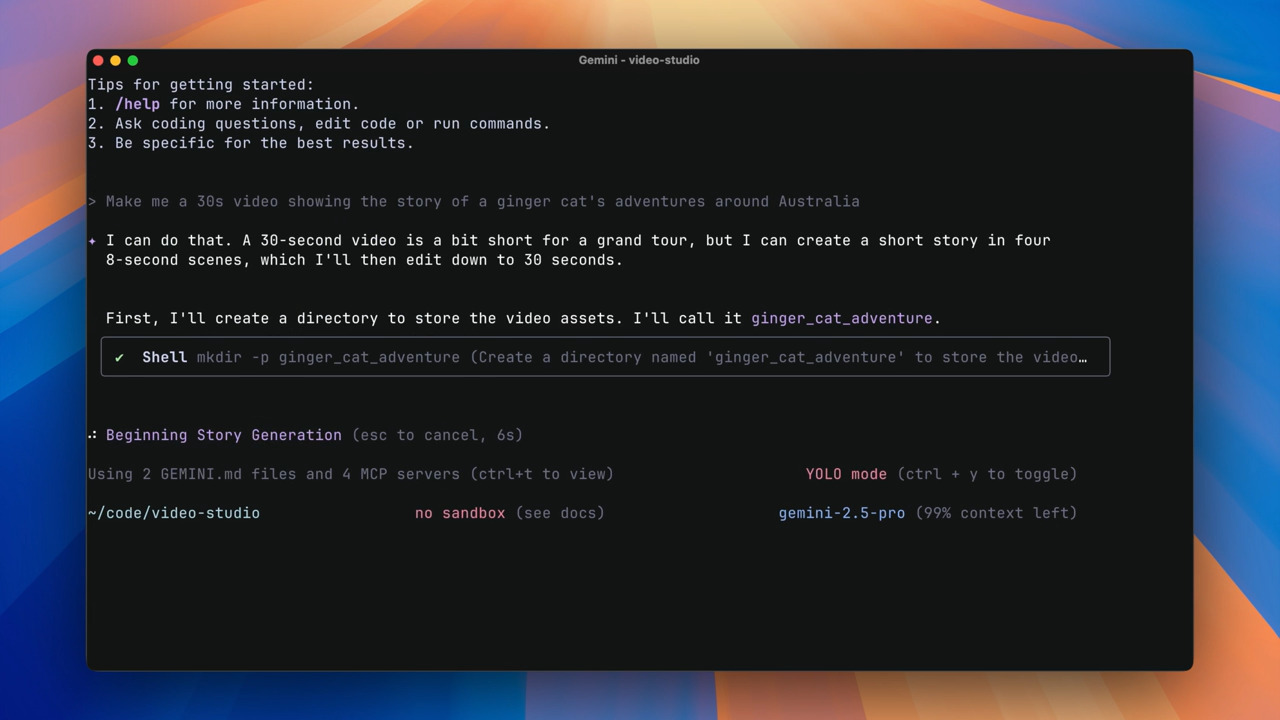 Gemini - video-studio
Tips for getting started:
1. /help for more information.
2. Ask coding questions, edit code or run commands.
3. Be specific for the best results.
> Make me a 30s video showing the story of a ginger cat's adventures around Australia
✦ I can do that. A 30-second video is a bit short for a grand tour, but I can create a short story in four
8-second scenes, which I'll then edit down to 30 seconds.
First, I'll create a directory to store the video assets. I'll call it ginger_cat_adventure.
✔ Shell mkdir -p ginger_cat_adventure (Create a directory named 'ginger_cat_adventure' to store the video…
Beginning Story Generation (esc to cancel, 6s)
Using 2 GEMINI.md files and 4 MCP servers (ctrl+t to view) YOLO mode (ctrl + y to toggle)
~/code/video-studio no sandbox (see docs) gemini-2.5-pro (99% context left)